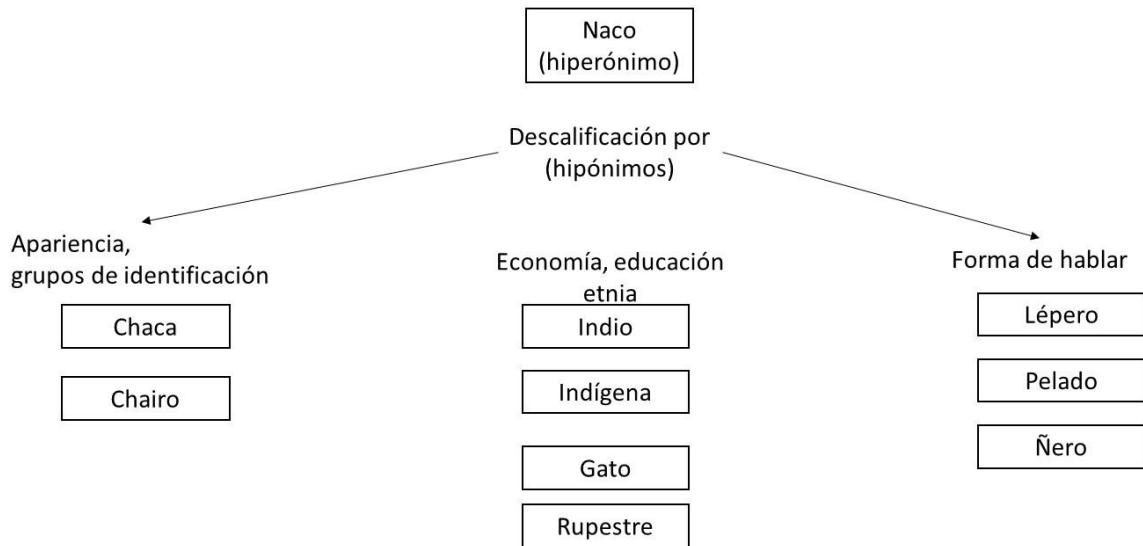 Naco
(hiperónimo)
Descalificación por
(hipónimos)
Apariencia,
grupos de identificación
Chaca
Chairo
Economía, educación
etnia
Indio
Indígena
Gato
Rupestre
Forma de hablar
Lépero
Pelado
Ñero